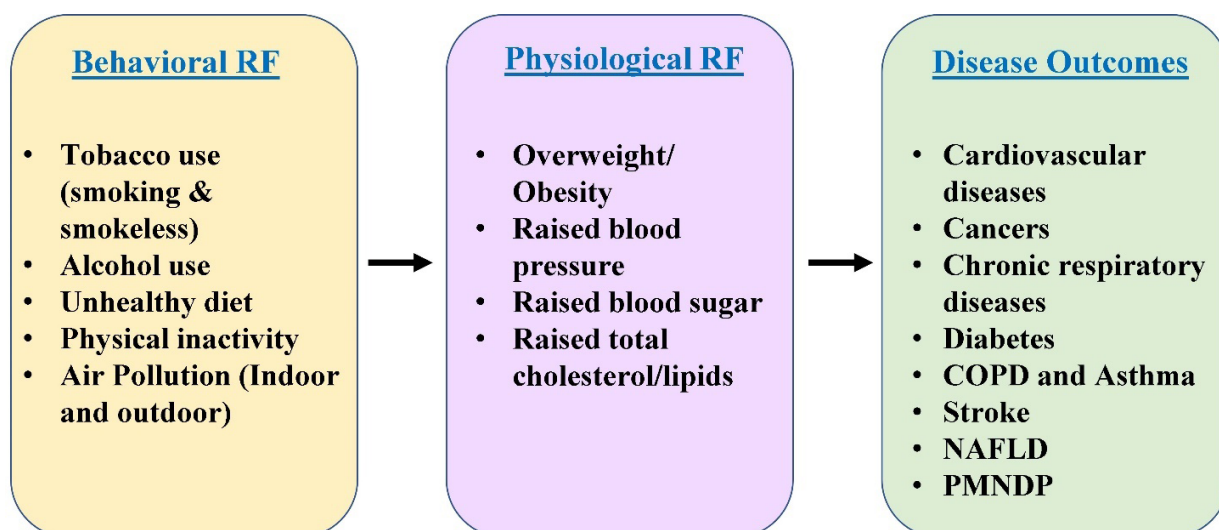 Behavioral RF
• Tobacco use
(smoking &
smokeless)
• Alcohol use
• Unhealthy diet
• Physical inactivity
• Air Pollution (Indoor
and outdoor)
Physiological RF
• Overweight/
Obesity
• Raised blood
pressure
• Raised blood sugar
• Raised total
cholesterol/lipids
Disease Outcomes
• Cardiovascular
diseases
• Cancers
• Chronic respiratory
diseases
• Diabetes
• COPD and Asthma
• Stroke
• NAFLD
• PMNDP